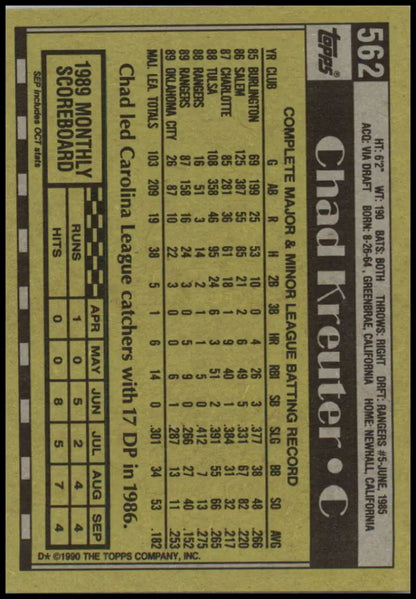 562
Topps®
Chad Kreuter • C
HT: 6'2" WT: 190 BATS: BOTH THROWS: RIGHT DRFT: RANGERS #5-JUNE, 1985
ACQ: VIA DRAFT BORN: 8-26-64, GREENBRAE, CALIFORNIA HOME: NEWHALL, CALIFORNIA
COMPLETE MAJOR & MINOR LEAGUE BATTING RECORD
YR CLUB G AB R H 2B 3B HR RBI SB SLG BB SO AVG
85 BURLINGTON 69 199 25 53 10 0 4 26 3 .377 38 48 .266
86 SALEM 125 387 55 85 21 2 6 49 5 .331 67 82 .220
87 CHARLOTTE 85 281 36 61 18 1 9 40 1 .384 31 32 .217
88 TULSA 108 358 46 95 24 6 3 51 2 .391 55 66 .265
88 RANGERS 16 51 3 14 2 1 1 5 0 .412 7 13 .275
89 RANGERS 87 158 16 24 3 0 5 9 0 .266 27 40 .152
89 OKLAHOMA CITY 26 87 10 22 3 0 0 6 1 .287 13 11 .253
MAJ. LEA. TOTALS 103 209 19 38 5 1 6 14 0 .301 34 53 .182
Chad led Carolina League catchers with 17 DP in 1986.
1989 MONTHLY SCOREBOARD
APR MAY JUN JUL AUG SEP
RUNS 1 0 5 2 4 4
HITS 0 0 8 5 7 4
SEP includes OCT stats
D* ©1990 THE TOPPS COMPANY, INC.